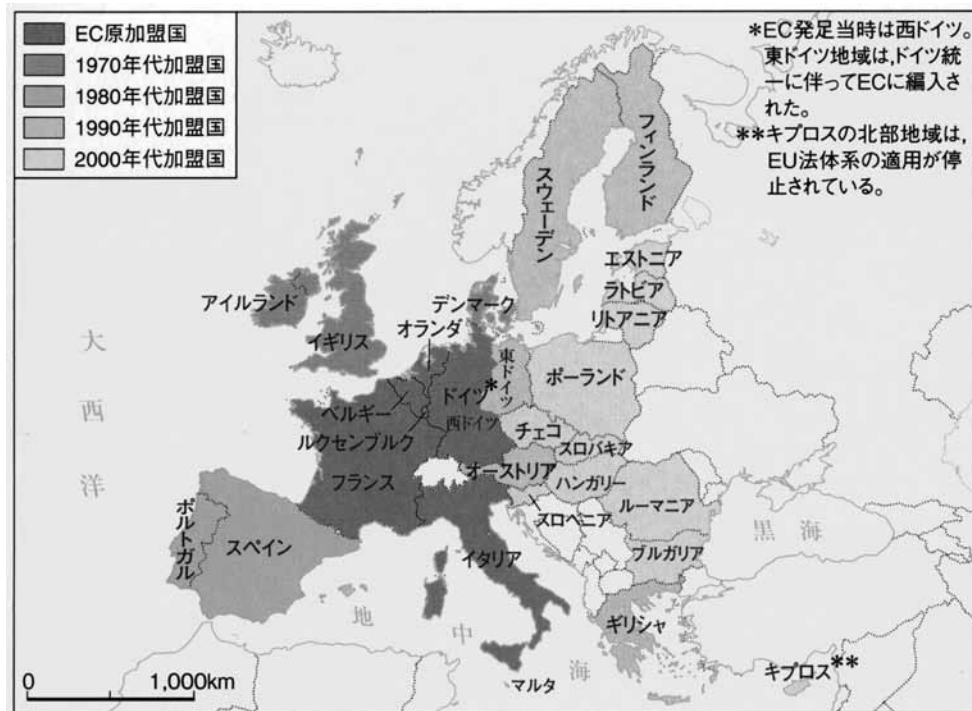 EC原加盟国
1970年代加盟国
1980年代加盟国
1990年代加盟国
2000年代加盟国
*EC発足当時は西ドイツ。
東ドイツ地域は,ドイツ統
一に伴ってECに編入さ
れた。
**キプロスの北部地域は,
EU法体系の適用が停
止されている。
フィンランド
スウェーデン
エストニア
ラトビア
リトアニア
アイルランド
イギリス
デンマーク
オランダ
大西洋
ベルギー
ルクセンブルク
ドイツ*
西ドイツ
東ドイツ
ポーランド
チェコ
スロバキア
オーストリア
ハンガリー
フランス
スロベニア
ルーマニア
黒海
ポルトガル
スペイン
イタリア
ブルガリア
ギリシャ
地中海
マルタ
キプロス**
0 1,000km